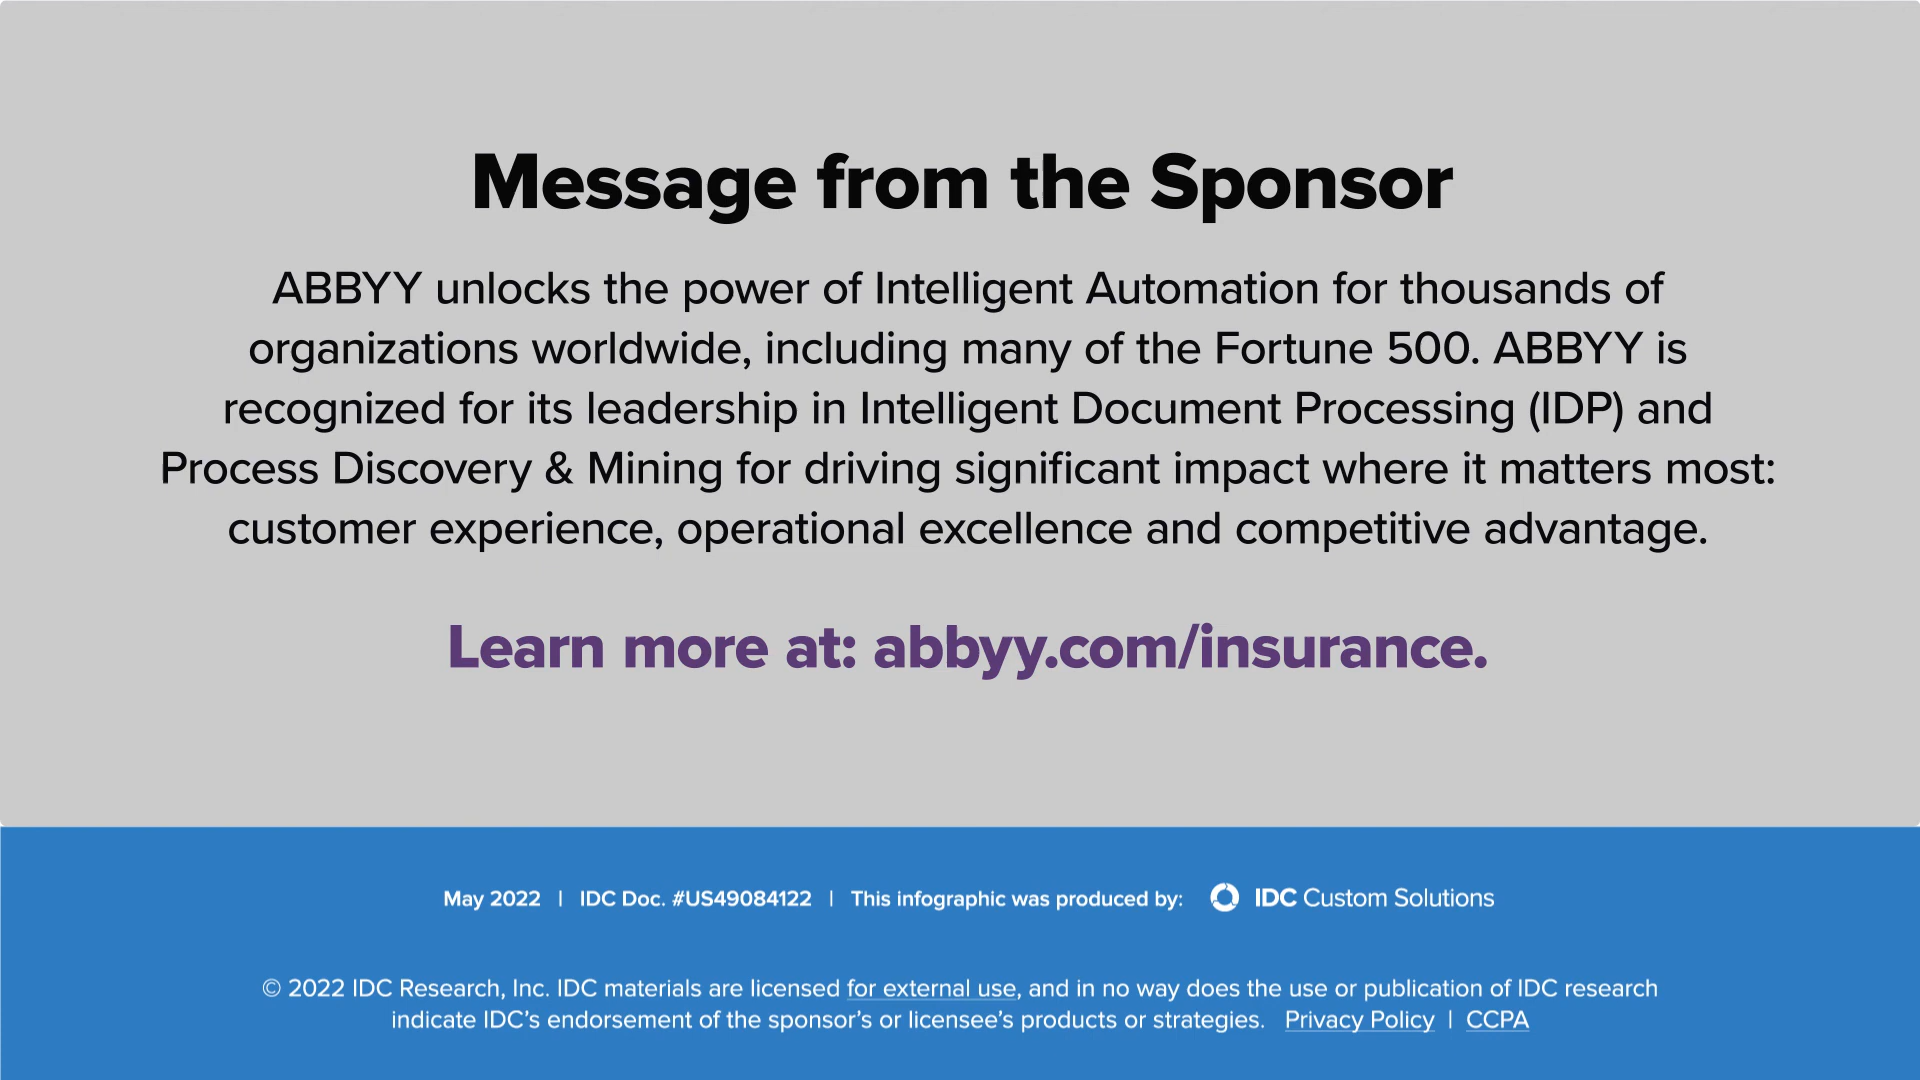 Message from the Sponsor
ABBYY unlocks the power of Intelligent Automation for thousands of
organizations worldwide, including many of the Fortune 500. ABBYY is
recognized for its leadership in Intelligent Document Processing (IDP) and
Process Discovery & Mining for driving significant impact where it matters most:
customer experience, operational excellence and competitive advantage.
Learn more at: abbyy.com/insurance.
May 2022 | IDC Doc. #US49084122 | This infographic was produced by: IDC Custom Solutions
© 2022 IDC Research, Inc. IDC materials are licensed for external use, and in no way does the use or publication of IDC research
indicate IDC’s endorsement of the sponsor’s or licensee’s products or strategies. Privacy Policy | CCPA